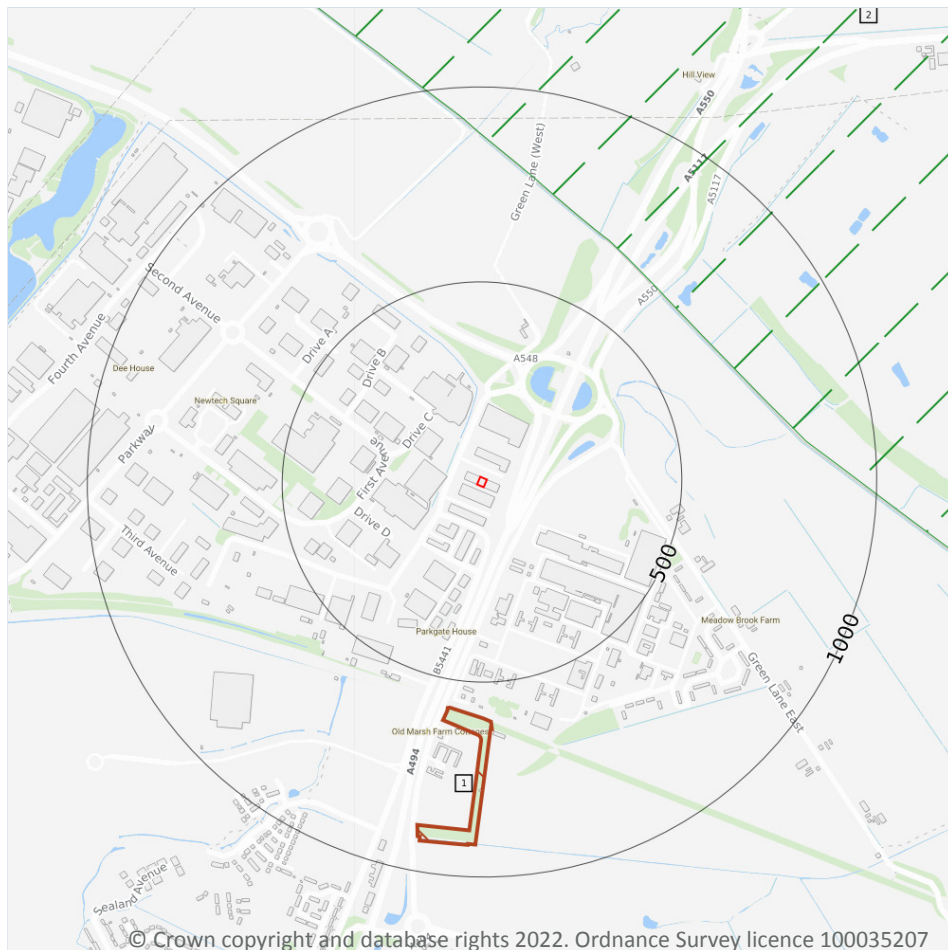 2
Hill View
A550
A5117
A5117
Green Lane (West)
A550
Second Avenue
Fourth Avenue
Drive A
Drive B
A548
Dee House
Newtech Square
Drive C
Parkway
First Avenue
Drive D
Third Avenue
500
Parkgate House
B5441
Meadow Brook Farm
1000
Green Lane East
Old Marsh Farm Cottages
A494
1
Sealand Avenue
© Crown copyright and database rights 2022. Ordnance Survey licence 100035207